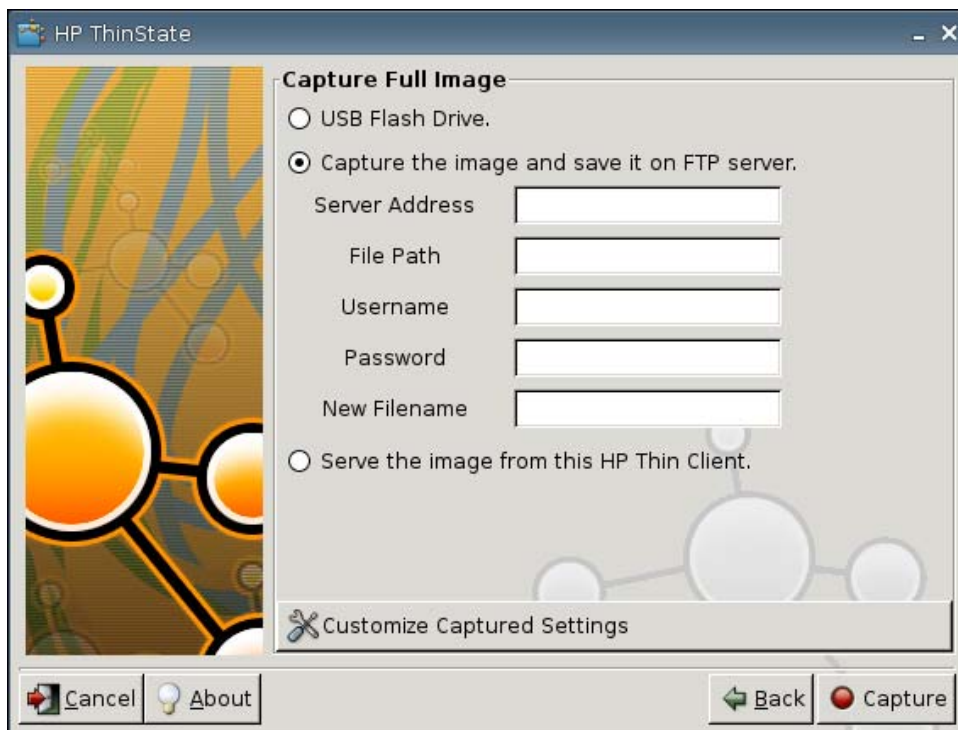 HP ThinState
Capture Full Image
USB Flash Drive.
Capture the image and save it on FTP server.
Server Address
File Path
Username
Password
New Filename
Serve the image from this HP Thin Client.
Customize Captured Settings
Cancel
About
Back
Capture